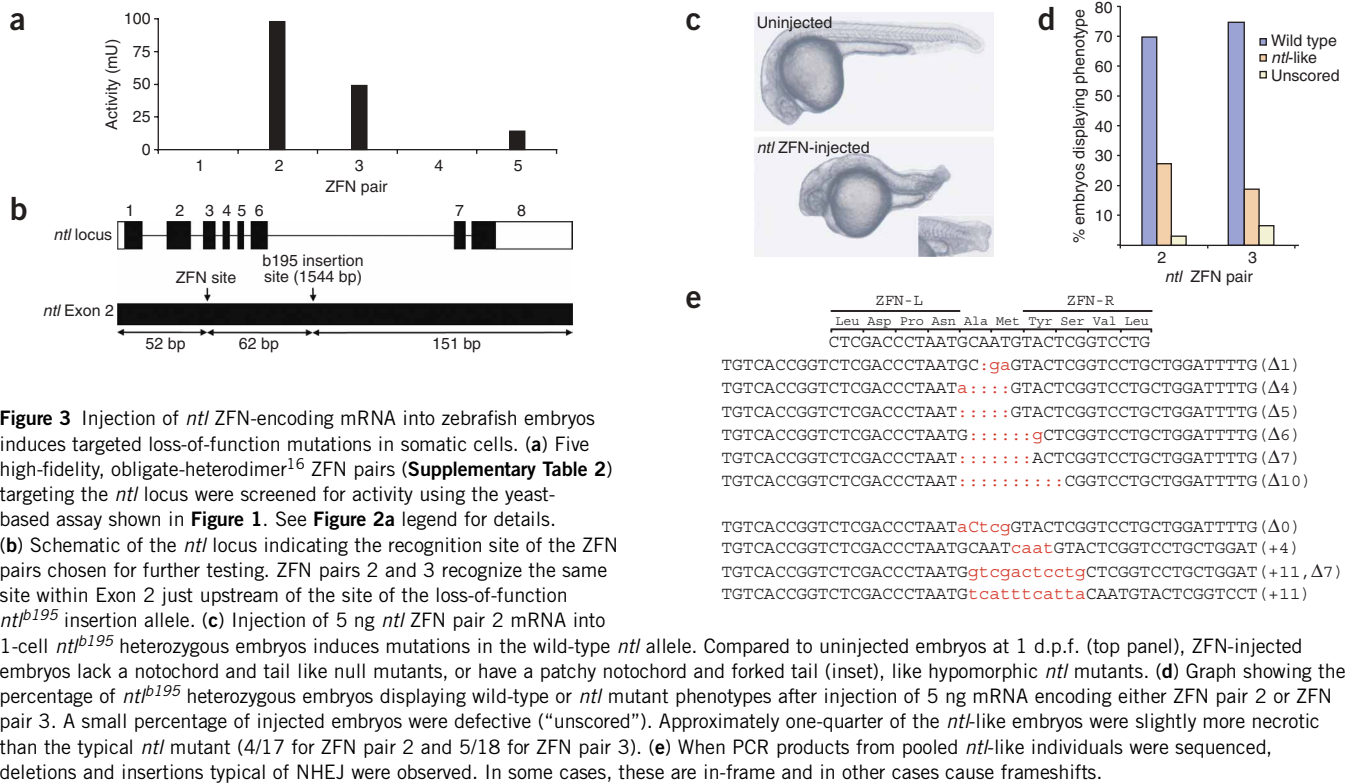 a
100
75
50
25
0
Activity (mU)
1 2 3 4 5
ZFN pair
b
1 2 3 4 5 6 7 8
ntl locus
ZFN site
b195 insertion
site (1544 bp)
ntl Exon 2
52 bp 62 bp 151 bp
c
Uninjected
ntl ZFN-injected
d
80
70
60
50
40
30
20
10
% embryos displaying phenotype
Wild type
ntl-like
Unscored
2 3
ntl ZFN pair
e
ZFN-L ZFN-R
Leu Asp Pro Asn Ala Met Tyr Ser Val Leu
CTCGACCCTAATGCAATGTACTCGGTCCTG
TGTCACCGGTCTCGACCCTAATGC:gaGTACTCGGTCCTGCTGGATTTTG(Δ1)
TGTCACCGGTCTCGACCCTAATa::::GTACTCGGTCCTGCTGGATTTTG(Δ4)
TGTCACCGGTCTCGACCCTAAT:::::GTACTCGGTCCTGCTGGATTTTG(Δ5)
TGTCACCGGTCTCGACCCTAATG::::::gCTCGGTCCTGCTGGATTTTG(Δ6)
TGTCACCGGTCTCGACCCTAAT:::::::ACTCGGTCCTGCTGGATTTTG(Δ7)
TGTCACCGGTCTCGACCCTAAT::::::::::CGGTCCTGCTGGATTTTG(Δ10)
TGTCACCGGTCTCGACCCTAATaCtcgGTACTCGGTCCTGCTGGATTTTG(Δ0)
TGTCACCGGTCTCGACCCTAATGCAATcaatGTACTCGGTCCTGCTGGAT(+4)
TGTCACCGGTCTCGACCCTAATGgtcgactcctgCTCGGTCCTGCTGGAT(+11,Δ7)
TGTCACCGGTCTCGACCCTAATGtcatttcattaCAATGTACTCGGTCCT(+11)
Figure 3 Injection of ntl ZFN-encoding mRNA into zebrafish embryos
induces targeted loss-of-function mutations in somatic cells. (a) Five
high-fidelity, obligate-heterodimer16 ZFN pairs (Supplementary Table 2)
targeting the ntl locus were screened for activity using the yeast-
based assay shown in Figure 1. See Figure 2a legend for details.
(b) Schematic of the ntl locus indicating the recognition site of the ZFN
pairs chosen for further testing. ZFN pairs 2 and 3 recognize the same
site within Exon 2 just upstream of the site of the loss-of-function
ntlb195 insertion allele. (c) Injection of 5 ng ntl ZFN pair 2 mRNA into
1-cell ntlb195 heterozygous embryos induces mutations in the wild-type ntl allele. Compared to uninjected embryos at 1 d.p.f. (top panel), ZFN-injected
embryos lack a notochord and tail like null mutants, or have a patchy notochord and forked tail (inset), like hypomorphic ntl mutants. (d) Graph showing the
percentage of ntlb195 heterozygous embryos displaying wild-type or ntl mutant phenotypes after injection of 5 ng mRNA encoding either ZFN pair 2 or ZFN
pair 3. A small percentage of injected embryos were defective (“unscored”). Approximately one-quarter of the ntl-like embryos were slightly more necrotic
than the typical ntl mutant (4/17 for ZFN pair 2 and 5/18 for ZFN pair 3). (e) When PCR products from pooled ntl-like individuals were sequenced,
deletions and insertions typical of NHEJ were observed. In some cases, these are in-frame and in other cases cause frameshifts.